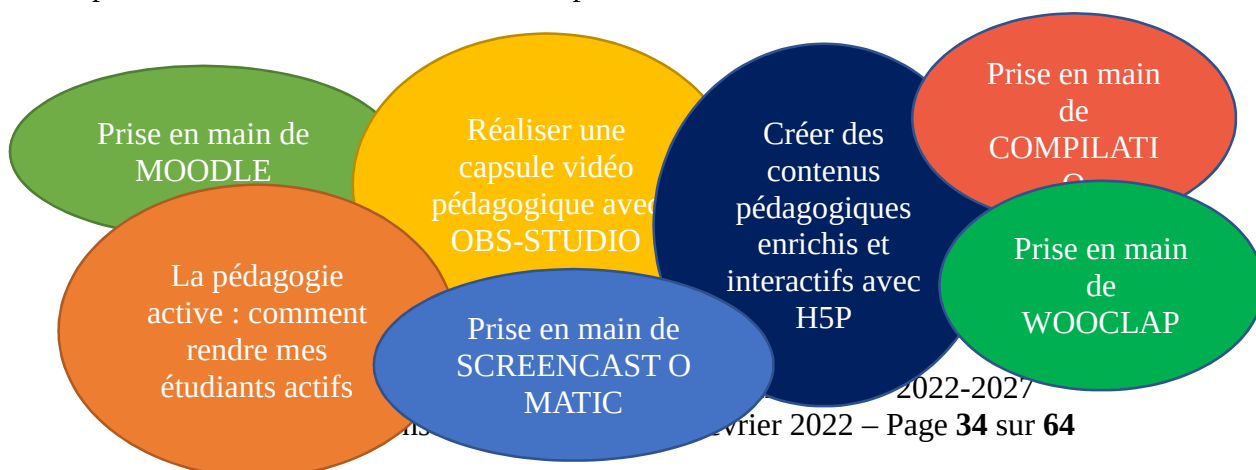 Prise en main de
MOODLE
Réaliser une
capsule vidéo
pédagogique avec
OBS-STUDIO
Créer des
contenus
pédagogiques
enrichis et
interactifs avec
H5P
Prise en main
de
COMPILATI
O
Prise en main
de
WOOCLAP
La pédagogie
active : comment
rendre mes
étudiants actifs
Prise en main de
SCREENCAST O
MATIC
2022-2027
2022 – Page 34 sur 64